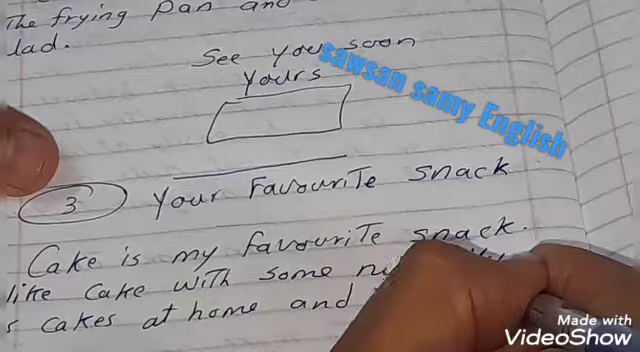 The frying Pan and
lad.
See you soon
Yours
sawsan samy English
3 Your Favourite snack
Cake is my favourite snack.
like cake with some
s cakes at home and
Made with
VideoShow